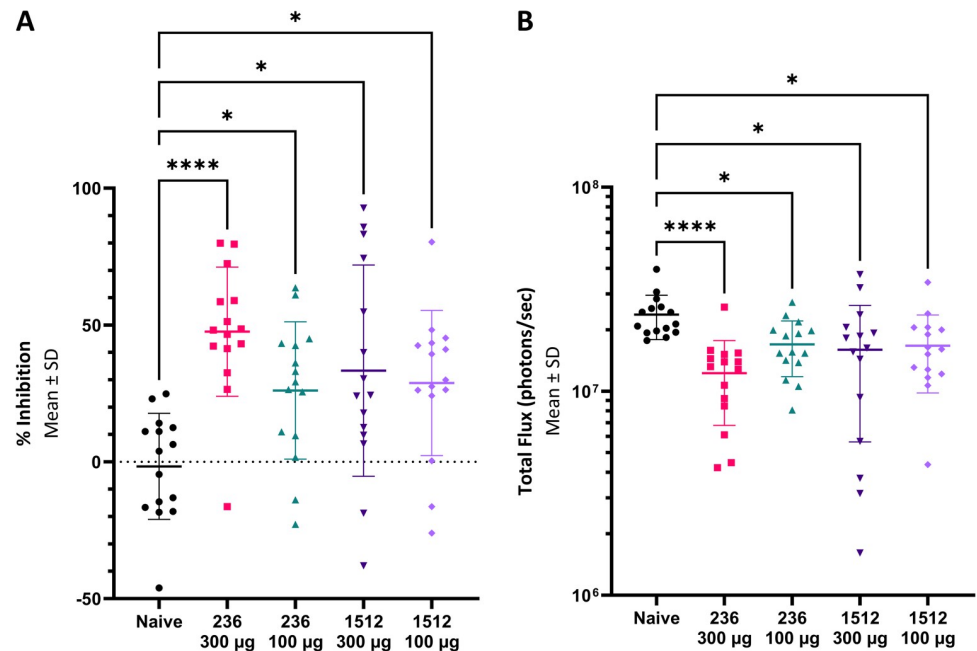 A
*
*
*
****
% Inhibition
Mean ± SD
100
50
0
-50
Naive
236
300 μg
236
100 μg
1512
300 μg
1512
100 μg
B
*
*
*
****
Total Flux (photons/sec)
Mean ± SD
10⁸
10⁷
10⁶
Naive
236
300 μg
236
100 μg
1512
300 μg
1512
100 μg